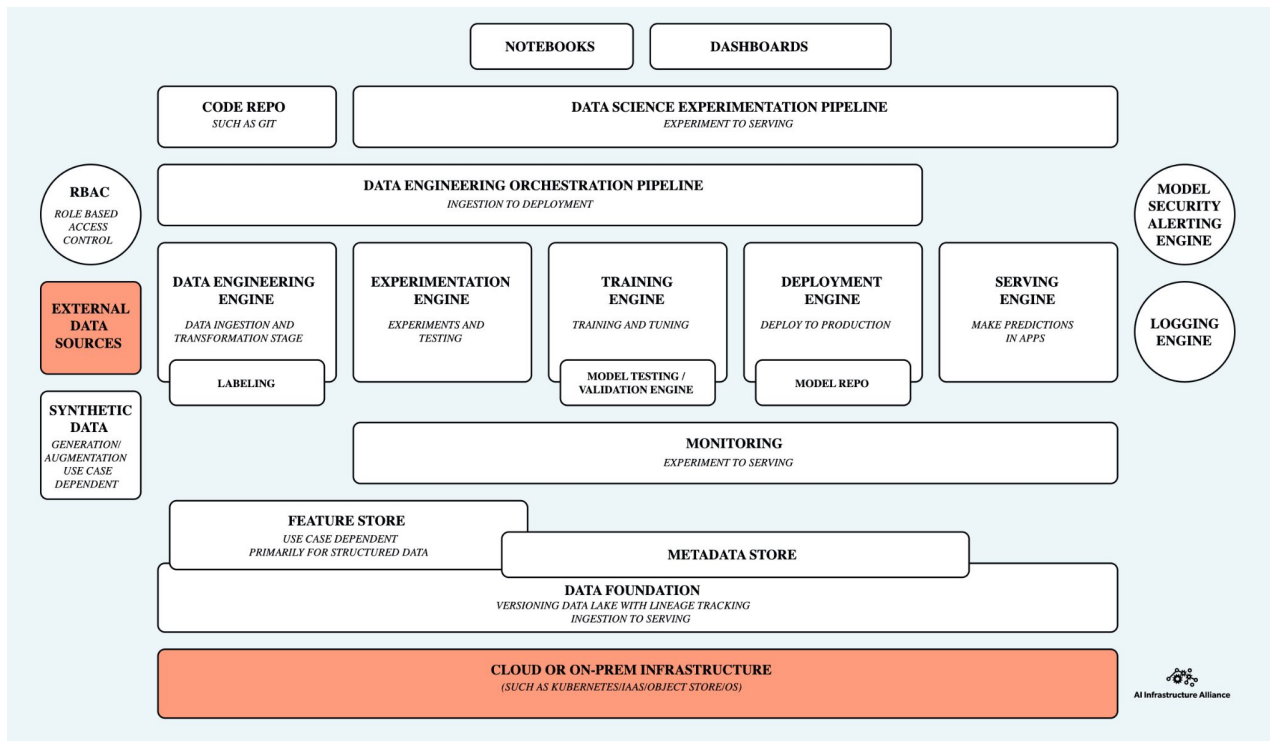 NOTEBOOKS
DASHBOARDS
CODE REPO
SUCH AS GIT
DATA SCIENCE EXPERIMENTATION PIPELINE
EXPERIMENT TO SERVING
RBAC
ROLE BASED
ACCESS
CONTROL
DATA ENGINEERING ORCHESTRATION PIPELINE
INGESTION TO DEPLOYMENT
MODEL
SECURITY
ALERTING
ENGINE
EXTERNAL
DATA
SOURCES
DATA ENGINEERING
ENGINE
DATA INGESTION AND
TRANSFORMATION STAGE
LABELING
EXPERIMENTATION
ENGINE
EXPERIMENTS AND
TESTING
TRAINING
ENGINE
TRAINING AND TUNING
MODEL TESTING /
VALIDATION ENGINE
DEPLOYMENT
ENGINE
DEPLOY TO PRODUCTION
MODEL REPO
SERVING
ENGINE
MAKE PREDICTIONS
IN APPS
LOGGING
ENGINE
SYNTHETIC
DATA
GENERATION/
AUGMENTATION
USE CASE
DEPENDENT
MONITORING
EXPERIMENT TO SERVING
FEATURE STORE
USE CASE DEPENDENT
PRIMARILY FOR STRUCTURED DATA
METADATA STORE
DATA FOUNDATION
VERSIONING DATA LAKE WITH LINEAGE TRACKING
INGESTION TO SERVING
CLOUD OR ON-PREM INFRASTRUCTURE
(SUCH AS KUBERNETES/IAAS/OBJECT STORE/OS)
AI Infrastructure Alliance